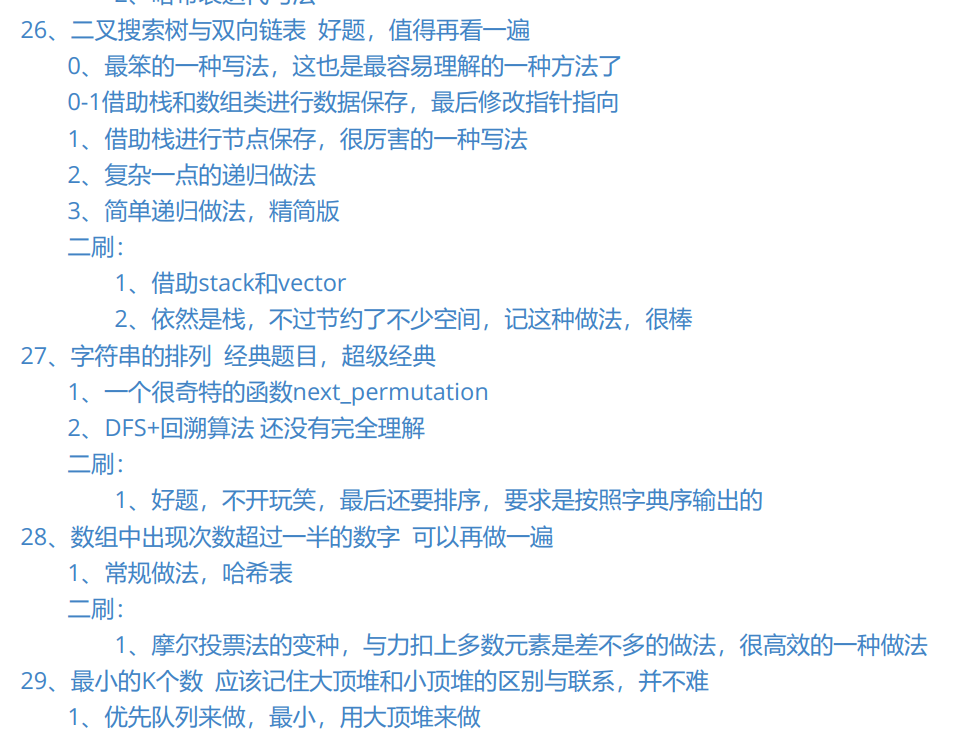 2、哈希表迭代写法
26、二叉搜索树与双向链表  好题，值得再看一遍
0、最笨的一种写法，这也是最容易理解的一种方法了
0-1借助栈和数组类进行数据保存，最后修改指针指向
1、借助栈进行节点保存，很厉害的一种写法
2、复杂一点的递归做法
3、简单递归做法，精简版
二刷：
1、借助stack和vector
2、依然是栈，不过节约了不少空间，记这种做法，很棒
27、字符串的排列  经典题目，超级经典
1、一个很奇特的函数next_permutation
2、DFS+回溯算法 还没有完全理解
二刷：
1、好题，不开玩笑，最后还要排序，要求是按照字典序输出的
28、数组中出现次数超过一半的数字  可以再做一遍
1、常规做法，哈希表
二刷：
1、摩尔投票法的变种，与力扣上多数元素是差不多的做法，很高效的一种做法
29、最小的K个数  应该记住大顶堆和小顶堆的区别与联系，并不难
1、优先队列来做，最小，用大顶堆来做